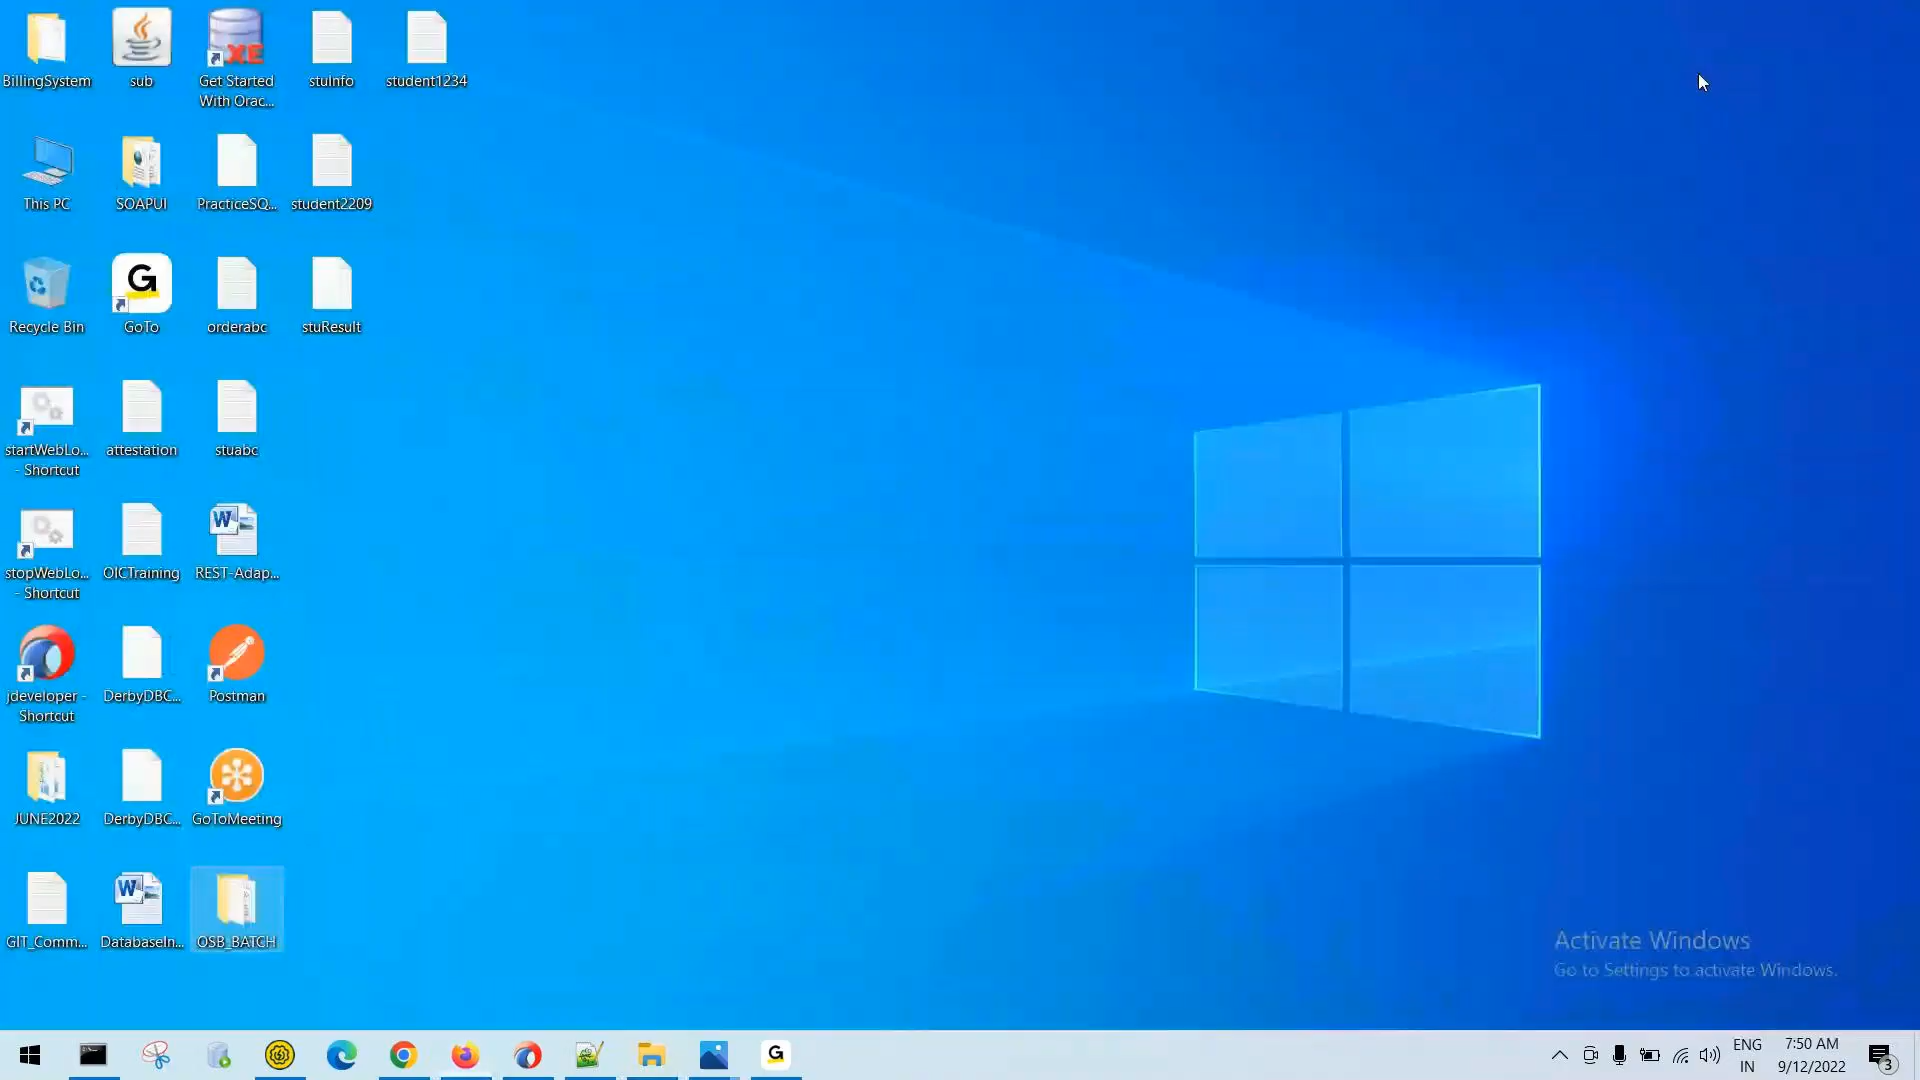 BillingSystem
sub
Get Started
With Orac...
XE
stuInfo
student1234
This PC
SOAPUI
PracticeSQ...
student2209
Recycle Bin
G
GoTo
orderabc
stuResult
startWebLo...
- Shortcut
attestation
stuabc
stopWebLo...
- Shortcut
OICTraining
W
REST-Adap...
jdeveloper -
Shortcut
DerbyDBC...
Postman
JUNE2022
DerbyDBC...
GoToMeeting
GIT_Comm...
W
DatabaseIn...
OSB_BATCH
Activate Windows
Go to Settings to activate Windows.
G
ENG
IN
7:50 AM
9/12/2022
3